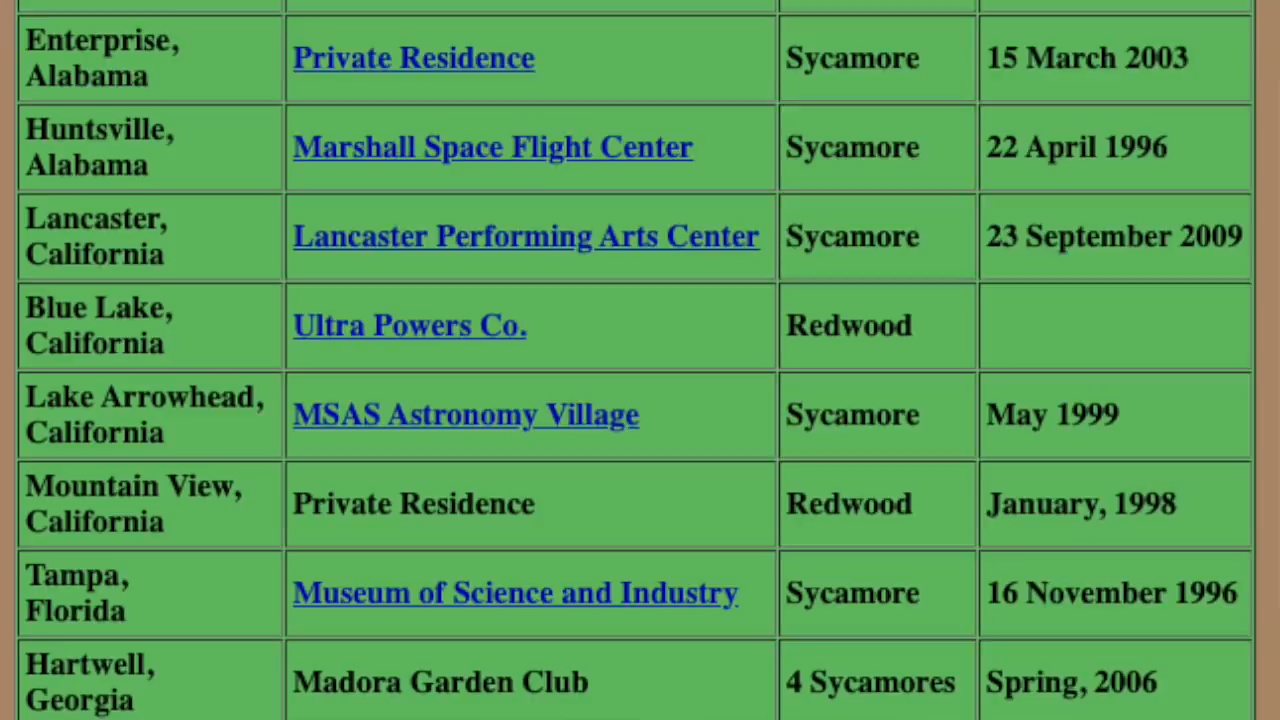 Enterprise,
Alabama
Private Residence
Sycamore
15 March 2003
Huntsville,
Alabama
Marshall Space Flight Center
Sycamore
22 April 1996
Lancaster,
California
Lancaster Performing Arts Center
Sycamore
23 September 2009
Blue Lake,
California
Ultra Powers Co.
Redwood
Lake Arrowhead,
California
MSAS Astronomy Village
Sycamore
May 1999
Mountain View,
California
Private Residence
Redwood
January, 1998
Tampa,
Florida
Museum of Science and Industry
Sycamore
16 November 1996
Hartwell,
Georgia
Madora Garden Club
4 Sycamores
Spring, 2006